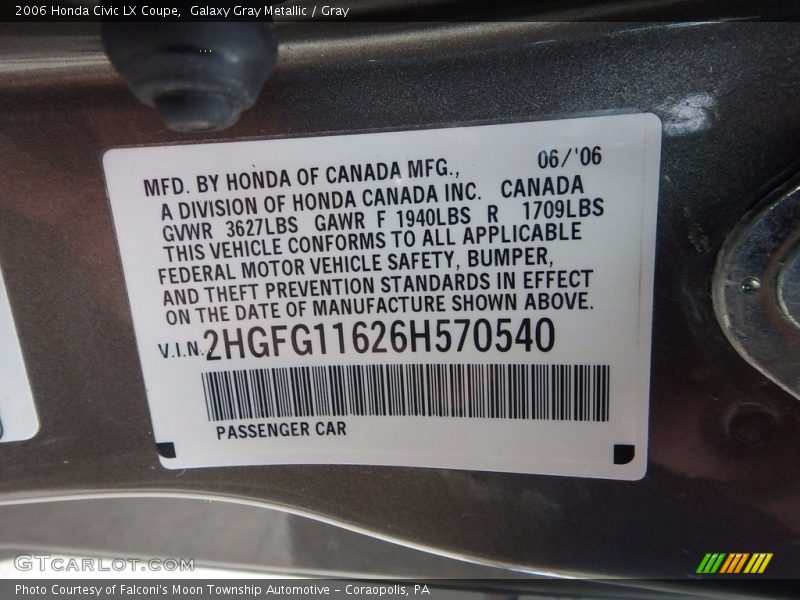 2006 Honda Civic LX Coupe,  Galaxy Gray Metallic / Gray
06/'06
MFD. BY HONDA OF CANADA MFG.,
A DIVISION OF HONDA CANADA INC. CANADA
GVWR 3627LBS GAWR F 1940LBS R 1709LBS
THIS VEHICLE CONFORMS TO ALL APPLICABLE
FEDERAL MOTOR VEHICLE SAFETY, BUMPER,
AND THEFT PREVENTION STANDARDS IN EFFECT
ON THE DATE OF MANUFACTURE SHOWN ABOVE.
V.I.N. 2HGFG11626H570540
PASSENGER CAR
GTcarlot.com
Photo Courtesy of Falconi's Moon Township Automotive - Coraopolis, PA